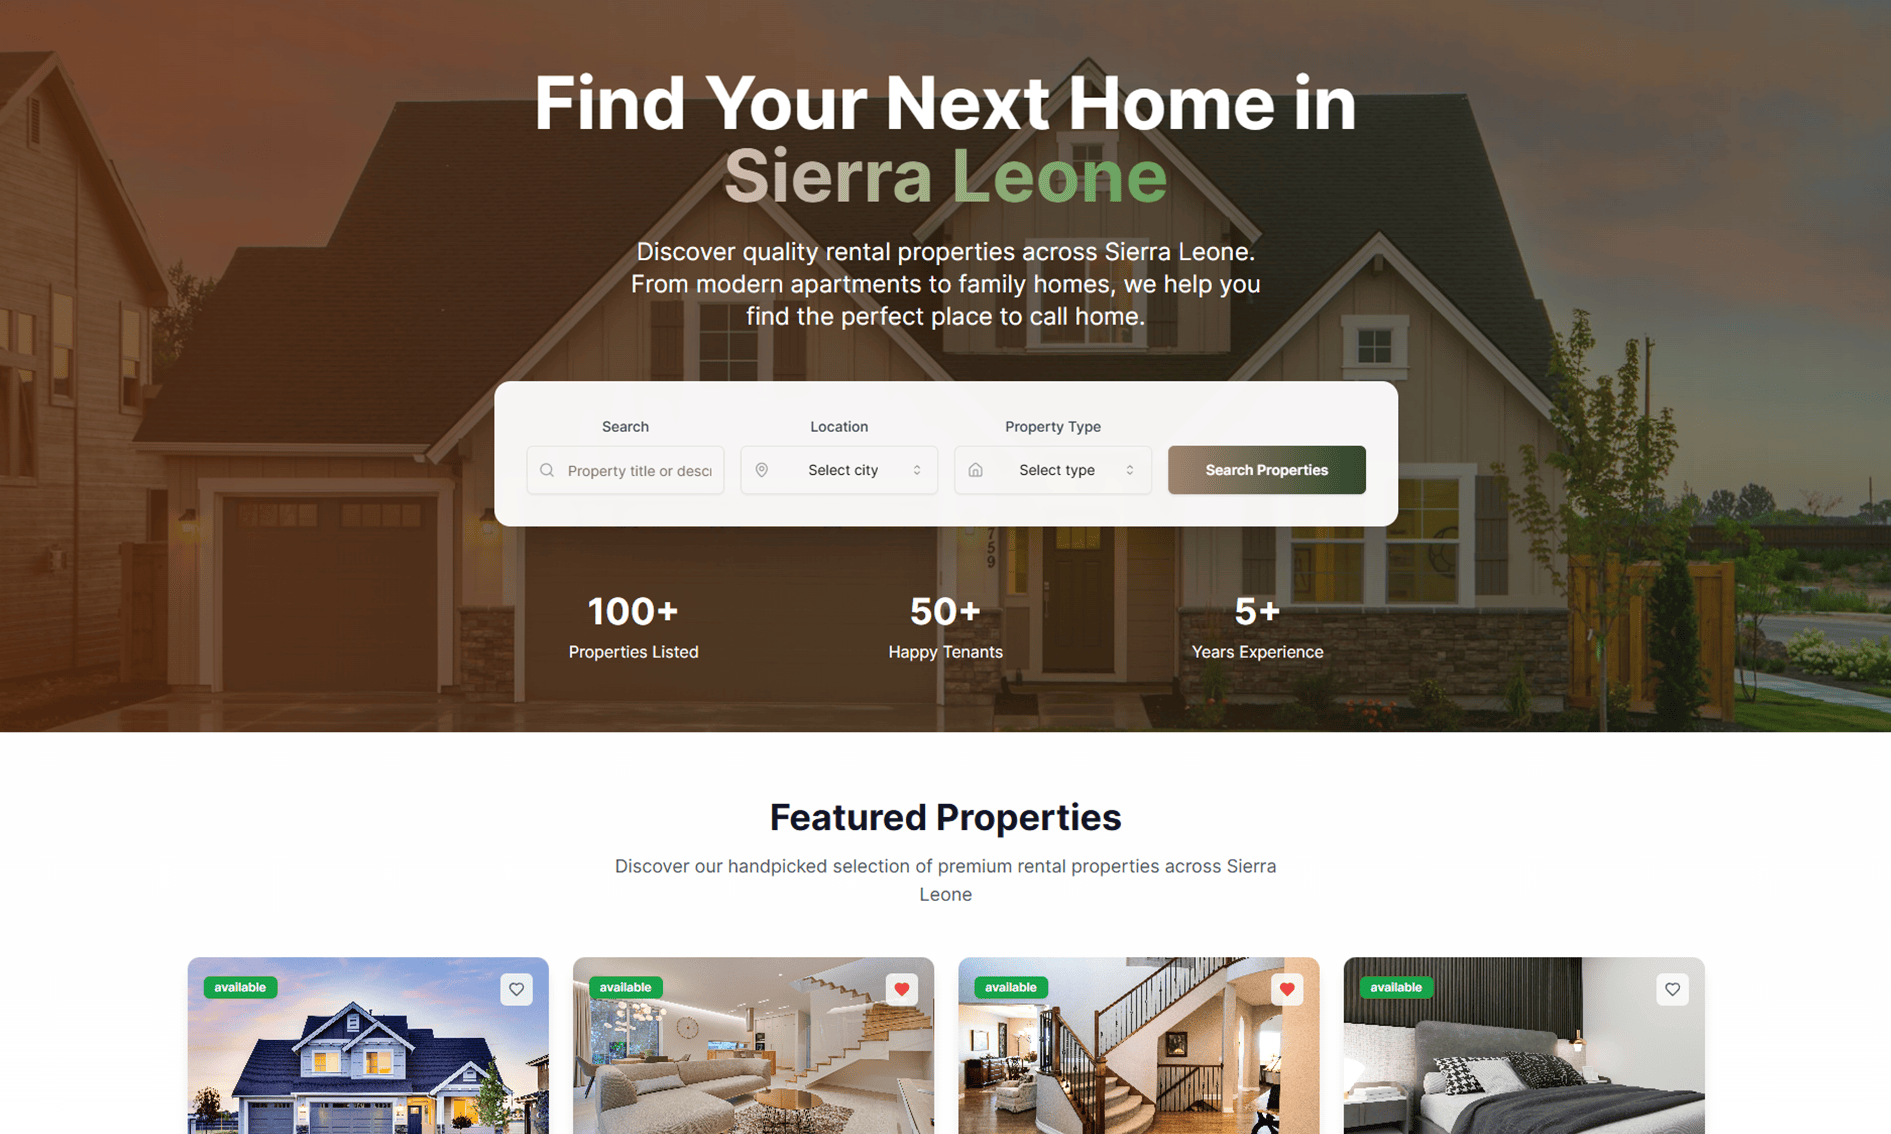 Find Your Next Home in
Sierra Leone
Discover quality rental properties across Sierra Leone.
From modern apartments to family homes, we help you
find the perfect place to call home.
Search
Location
Property Type
Property title or descr
Select city
Select type
Search Properties
759
100+
50+
5+
Properties Listed
Happy Tenants
Years Experience
Featured Properties
Discover our handpicked selection of premium rental properties across Sierra
Leone
available
available
available
available